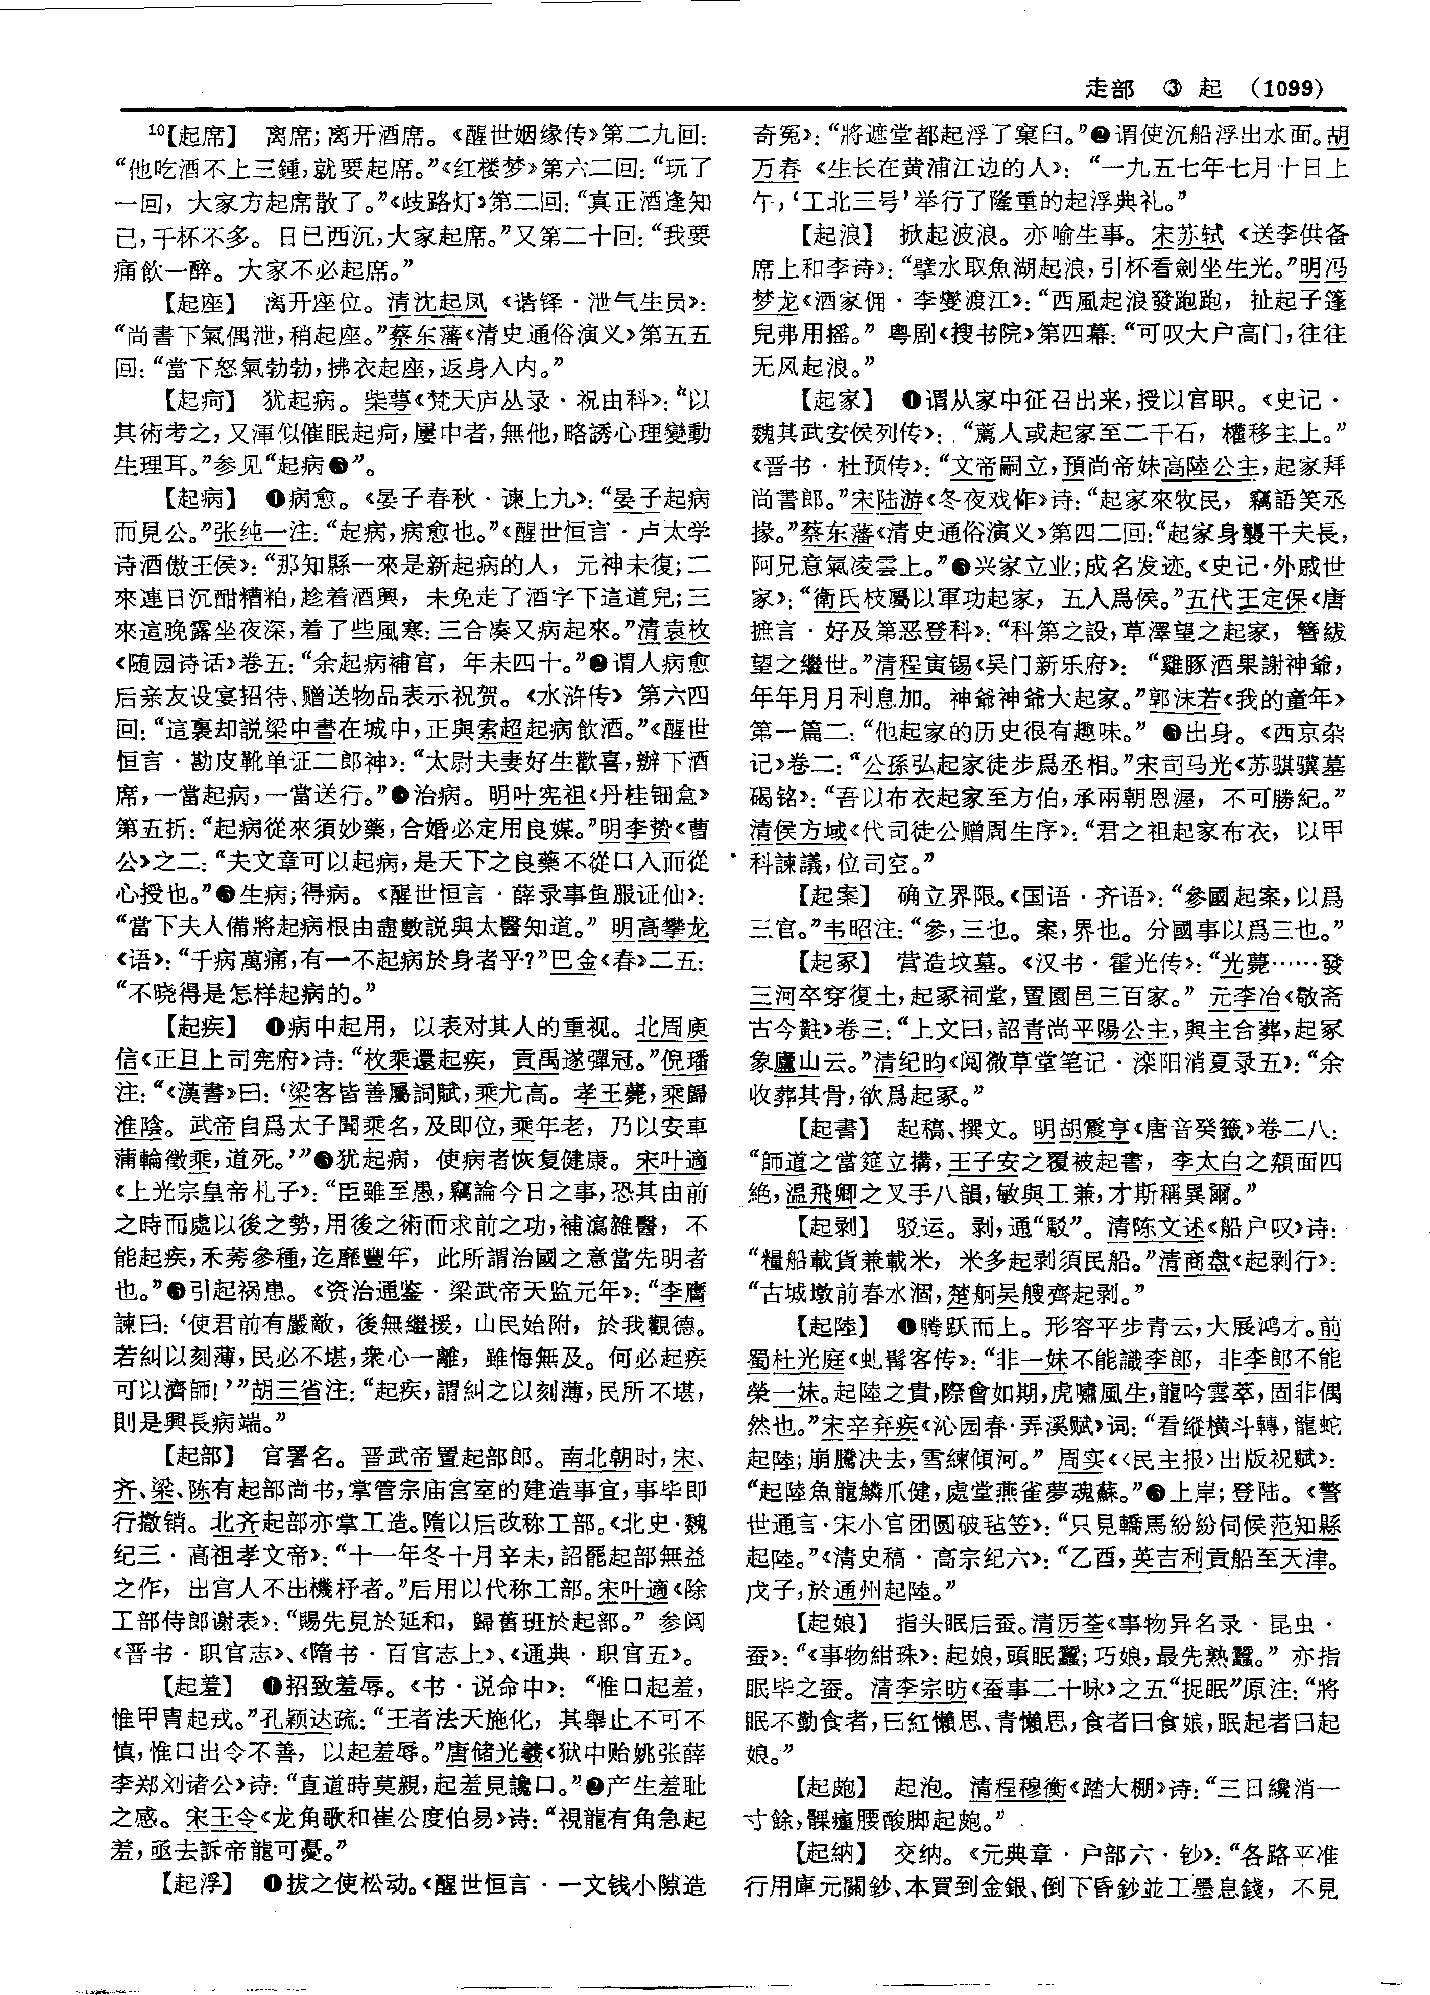 走部　③　起　（1099）
10【起席】　离席；离开酒席。《醒世姻缘传》第二九回：
“他吃酒不上三鍾，就要起席。”《红楼梦》第六二回：“玩了
一回，大家方起席散了。”《歧路灯》第二回：“真正酒逢知
己，千杯不多。日已西沉，大家起席。”又第二十回：“我要
痛飲一醉。大家不必起席。”
【起座】　离开座位。清沈起凤《谐铎·泄气生员》：
“尚書下氣偶泄，稍起座。”蔡东藩《清史通俗演义》第五五
回：“當下怒氣勃勃，拂衣起座，返身入内。”
【起疴】　犹起病。柴萼《梵天庐丛录·祝由科》：“以
其術考之，又渾似催眠起疴，屢中者，無他，略誘心理變動
生理耳。”参见“起病❸”。
【起病】　❶病愈。《晏子春秋·谏上九》：“晏子起病
而見公。”张纯一注：“起病，病愈也。”《醒世恒言·卢太学
诗酒傲王侯》：“那知縣一來是新起病的人，元神未復；二
來連日沉酣糟粕，趁着酒興，未免走了酒字下這道兒；三
來這晚露坐夜深，着了些風寒：三合凑又病起來。”清袁枚
《随园诗话》卷五：“余起病補官，年未四十。”❷谓人病愈
后亲友设宴招待、赠送物品表示祝贺。《水浒传》第六四
回：“這裏却説梁中書在城中，正與索超起病飲酒。”《醒世
恒言·勘皮靴单证二郎神》：“太尉夫妻好生歡喜，辦下酒
席，一當起病，一當送行。”❸治病。明叶宪祖《丹桂钿盒》
第五折：“起病從來須妙藥，合婚必定用良媒。”明李贽《曹
公》之二：“夫文章可以起病，是天下之良藥不從口入而從
心授也。”❹生病；得病。《醒世恒言·薛录事鱼服证仙》：
“當下夫人備將起病根由盡數説與太醫知道。”明高攀龙
《语》：“千病萬痛，有一不起病於身者乎？”巴金《春》二五：
“不晓得是怎样起病的。”
【起疾】　❶病中起用，以表对其人的重视。北周庾
信《正旦上司宪府》诗：“枚乘還起疾，貢禹遂彈冠。”倪璠
注：“《漢書》曰：‘梁客皆善屬詞賦，乘尤高。孝王薨，乘歸
淮陰。武帝自爲太子聞乘名，及即位，乘年老，乃以安車
蒲輪徵乘，道死。’”❷犹起病，使病者恢复健康。宋叶適
《上光宗皇帝札子》：“臣雖至愚，竊論今日之事，恐其由前
之時而處以後之勢，用後之術而求前之功，補瀉雜醫，不
能起疾，禾莠參種，迄靡豐年，此所謂治國之意當先明者
也。”❸引起祸患。《资治通鉴·梁武帝天监元年》：“李膺
諫曰：‘使君前有嚴敵，後無繼援，山民始附，於我觀德。
若糾以刻薄，民必不堪，衆心一離，雖悔無及。何必起疾
可以濟師！’”胡三省注：“起疾，謂糾之以刻薄，民所不堪，
則是興長病端。”
【起部】　官署名。晋武帝置起部郎。南北朝时，宋、
齐、梁、陈有起部尚书，掌管宗庙宫室的建造事宜，事毕即
行撤销。北齐起部亦掌工造。隋以后改称工部。《北史·魏
纪三·高祖孝文帝》：“十一年冬十月辛未，詔罷起部無益
之作，出宫人不出機杼者。”后用以代称工部。宋叶適《除
工部侍郎谢表》：“賜先見於延和，歸舊班於起部。”参阅
《晋书·职官志》、《隋书·百官志上》、《通典·职官五》。
【起羞】　❶招致羞辱。《书·说命中》：“惟口起羞，
惟甲胄起戎。”孔颖达疏：“王者法天施化，其舉止不可不
慎，惟口出令不善，以起羞辱。”唐储光羲《狱中贻姚张薛
李郑刘诸公》诗：“直道時莫親，起羞見讒口。”❷产生羞耻
之感。宋王令《龙角歌和崔公度伯易》诗：“視龍有角急起
羞，亟去訴帝龍可憂。”
【起浮】　❶拔之使松动。《醒世恒言·一文钱小隙造
奇冤》：“將遮堂都起浮了窠臼。”❷谓使沉船浮出水面。胡
万春《生长在黄浦江边的人》：“一九五七年七月十日上
午，‘工北三号’举行了隆重的起浮典礼。”
【起浪】　掀起波浪。亦喻生事。宋苏轼《送李供备
席上和李诗》：“擘水取魚湖起浪，引杯看劍坐生光。”明冯
梦龙《酒家佣·李燮渡江》：“西風起浪發跑跑，扯起子篷
兒弗用摇。”粤剧《搜书院》第四幕：“可叹大户高门，往往
无风起浪。”
【起家】　❶谓从家中征召出来，授以官职。《史记·
魏其武安侯列传》：“薦人或起家至二千石，權移主上。”
《晋书·杜预传》：“文帝嗣立，預尚帝妹高陸公主，起家拜
尚書郎。”宋陆游《冬夜戏作》诗：“起家來牧民，竊語笑丞
掾。”蔡东藩《清史通俗演义》第四二回：“起家身襲千夫長，
阿兄意氣凌雲上。”❷兴家立业；成名发迹。《史记·外戚世
家》：“衛氏枝屬以軍功起家，五人爲侯。”五代王定保《唐
摭言·好及第恶登科》：“科第之設，草澤望之起家，簪紱
望之繼世。”清程寅锡《吴门新乐府》：“雞豚酒果謝神爺，
年年月月利息加。神爺神爺大起家。”郭沫若《我的童年》
第一篇二：“他起家的历史很有趣味。”❸出身。《西京杂
记》卷二：“公孫弘起家徒步爲丞相。”宋司马光《苏骐骥墓
碣铭》：“吾以布衣起家至方伯，承兩朝恩渥，不可勝紀。”
清侯方域《代司徒公赠周生序》：“君之祖起家布衣，以甲
科諫議，位司空。”
【起案】　确立界限。《国语·齐语》：“參國起案，以爲
三官。”韦昭注：“參，三也。案，界也。分國事以爲三也。”
【起冢】　营造坟墓。《汉书·霍光传》：“光薨……發
三河卒穿復土，起冢祠堂，置園邑三百家。”元李冶《敬斋
古今黈》卷三：“上文曰，詔青尚平陽公主，與主合葬，起冢
象廬山云。”清纪昀《阅微草堂笔记·滦阳消夏录五》：“余
收葬其骨，欲爲起冢。”
【起書】　起稿、撰文。明胡震亨《唐音癸籤》卷二八：
“師道之當筵立搆，王子安之覆被起書，李太白之頮面四
絶，温飛卿之叉手八韻，敏與工兼，才斯稱異爾。”
【起剥】　驳运。剥，通“駁”。清陈文述《船户叹》诗：
“糧船載貨兼載米，米多起剥須民船。”清商盘《起剥行》：
“古城墩前春水涸，楚舸吴艘齊起剥。”
【起陸】　❶腾跃而上。形容平步青云，大展鸿才。前
蜀杜光庭《虬髯客传》：“非一妹不能識李郎，非李郎不能
榮一妹。起陸之貴，際會如期，虎嘯風生，龍吟雲萃，固非偶
然也。”宋辛弃疾《沁园春·弄溪赋》词：“看縱横斗轉，龍蛇
起陸；崩騰决去，雪練傾河。”周实《〈民主报〉出版祝赋》：
“起陸魚龍鱗爪健，處堂燕雀夢魂蘇。”❷上岸；登陆。《警
世通言·宋小官团圆破毡笠》：“只見轎馬紛紛伺候范知縣
起陸。”《清史稿·高宗纪六》：“乙酉，英吉利貢船至天津。
戊子，於通州起陸。”
【起娘】　指头眠后蚕。清厉荃《事物异名录·昆虫·
蚕》：“《事物紺珠》：起娘，頭眠蠶；巧娘，最先熟蠶。”亦指
眠毕之蚕。清李宗昉《蚕事二十咏》之五“捉眠”原注：“將
眠不勤食者，曰紅懶思、青懶思，食者曰食娘，眠起者曰起
娘。”
【起皰】　起泡。清程穆衡《踏大棚》诗：“三日纔消一
寸餘，髁癉腰酸脚起皰。”
【起納】　交纳。《元典章·户部六·钞》：“各路平准
行用庫元關鈔、本買到金銀、倒下昏鈔並工墨息錢，不見